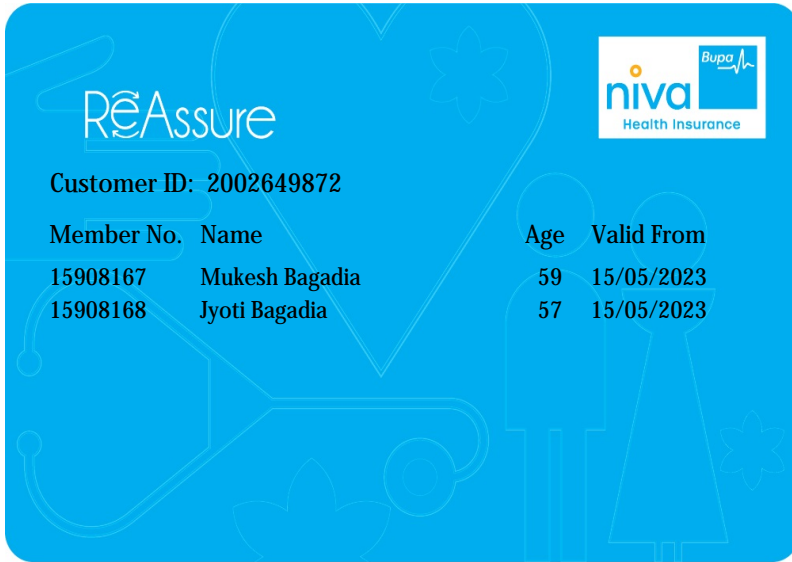 ReAssure
niva Bupa
Health Insurance
Customer ID: 2002649872
Member No. Name Age Valid From
15908167 Mukesh Bagadia 59 15/05/2023
15908168 Jyoti Bagadia 57 15/05/2023